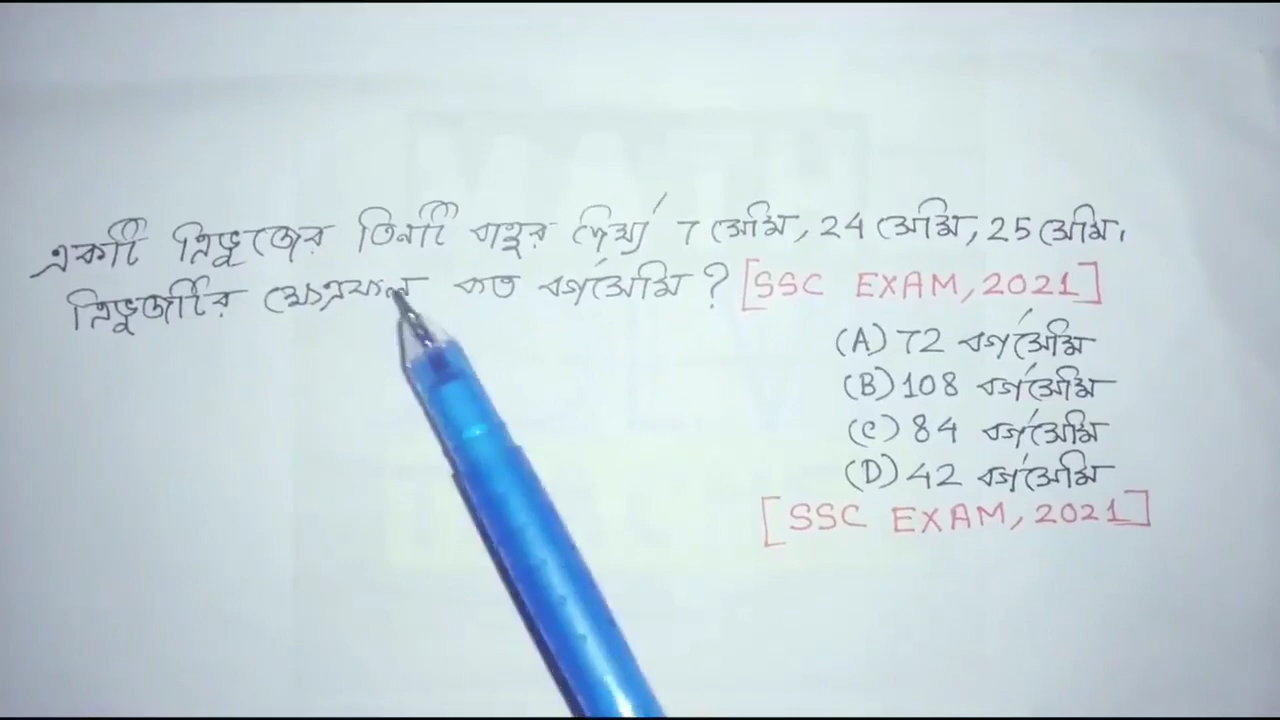 একটি ত্রিভুজের তিনটি বাহুর দৈর্ঘ্য 7 সেমি, 24 সেমি, 25 সেমি।
ত্রিভুজটির ক্ষেত্রফল কত বর্গসেমি ? [SSC EXAM, 2021]
(A) 72 বর্গসেমি
(B) 108 বর্গসেমি
(C) 84 বর্গসেমি
(D) 42 বর্গসেমি
[SSC EXAM, 2021]